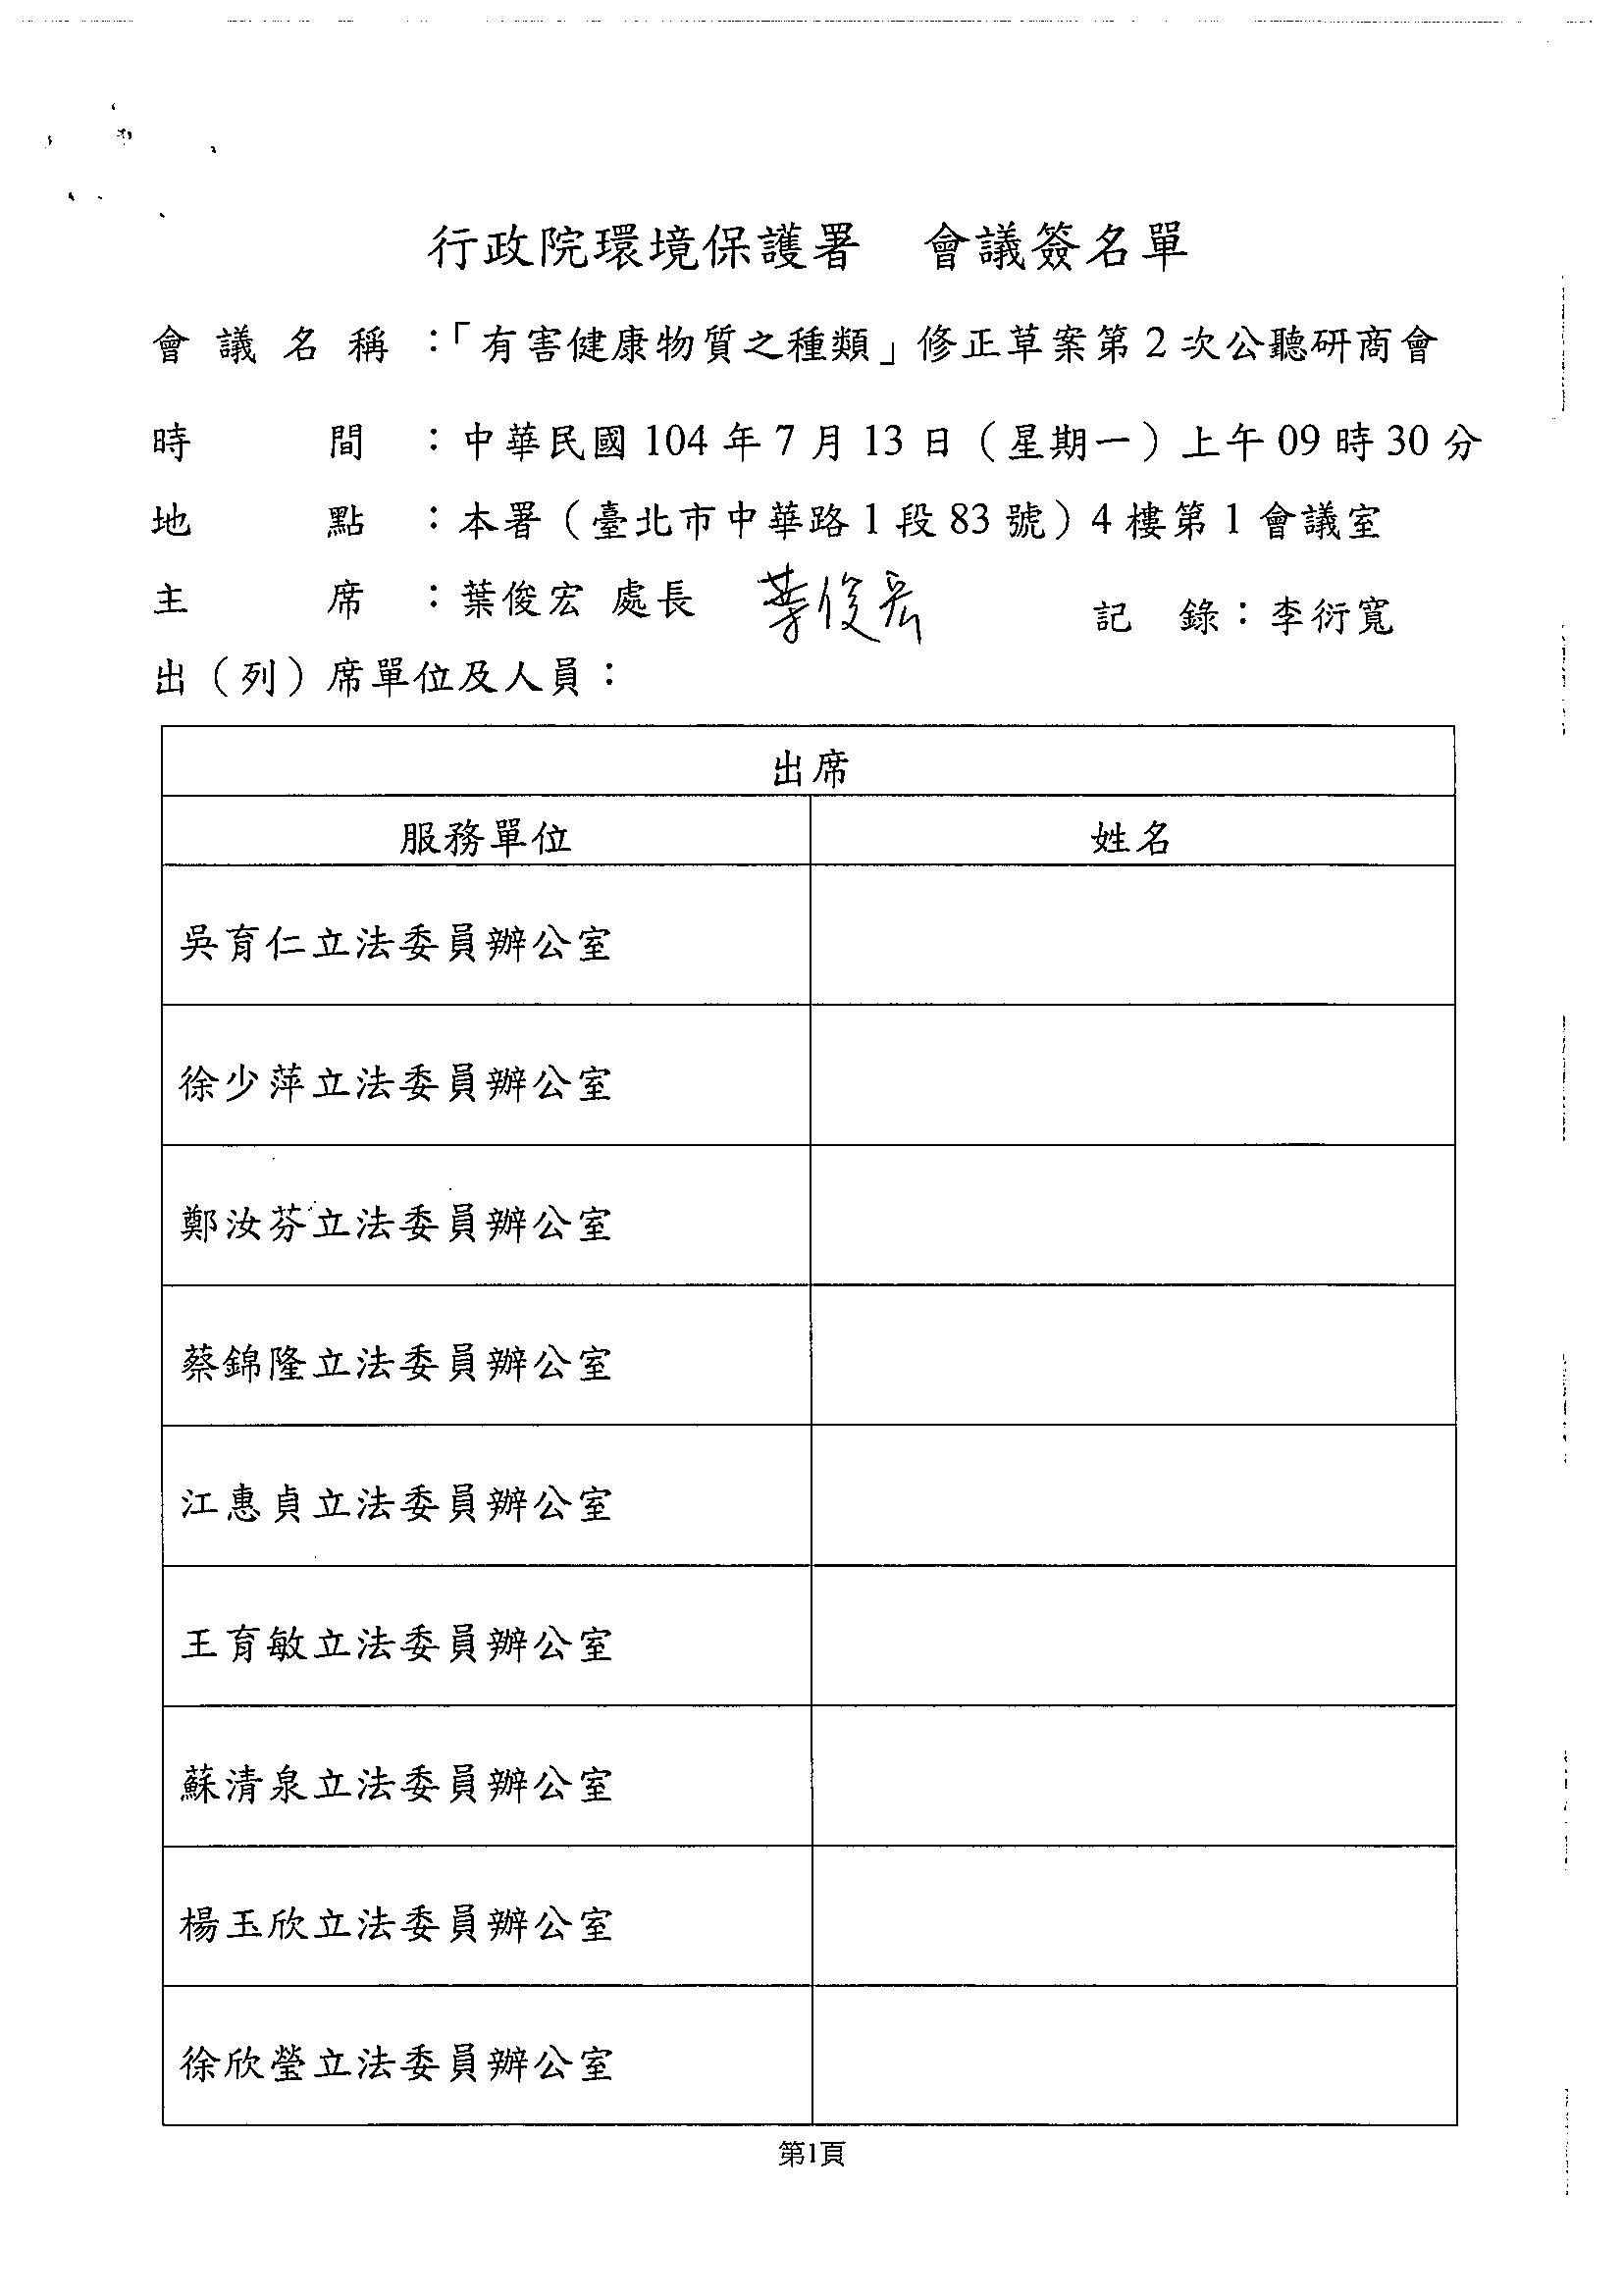 行政院環境保護署　會議簽名單
會議名稱：「有害健康物質之種類」修正草案第2次公聽研商會
時間：中華民國104年7月13日（星期一）上午09時30分
地點：本署（臺北市中華路1段83號）4樓第1會議室
主席：葉俊宏 處長 葉俊宏 記錄：李衍寬
出（列）席單位及人員：
出席
服務單位 姓名
吳育仁立法委員辦公室
徐少萍立法委員辦公室
鄭汝芬立法委員辦公室
蔡錦隆立法委員辦公室
江惠貞立法委員辦公室
王育敏立法委員辦公室
蘇清泉立法委員辦公室
楊玉欣立法委員辦公室
徐欣瑩立法委員辦公室
第1頁